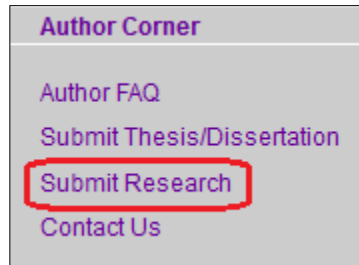 Author Corner
Author FAQ
Submit Thesis/Dissertation
Submit Research
Contact Us